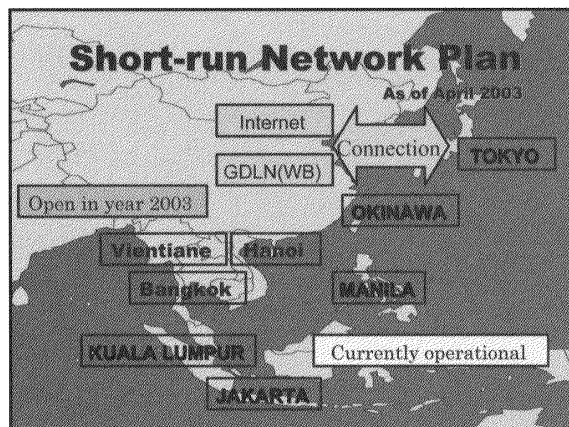 Short-run Network Plan
As of April 2003
Internet
Connection
TOKYO
GDLN(WB)
Open in year 2003
OKINAWA
Vientiane
Hanoi
Bangkok
MANILA
KUALA LUMPUR
Currently operational
JAKARTA